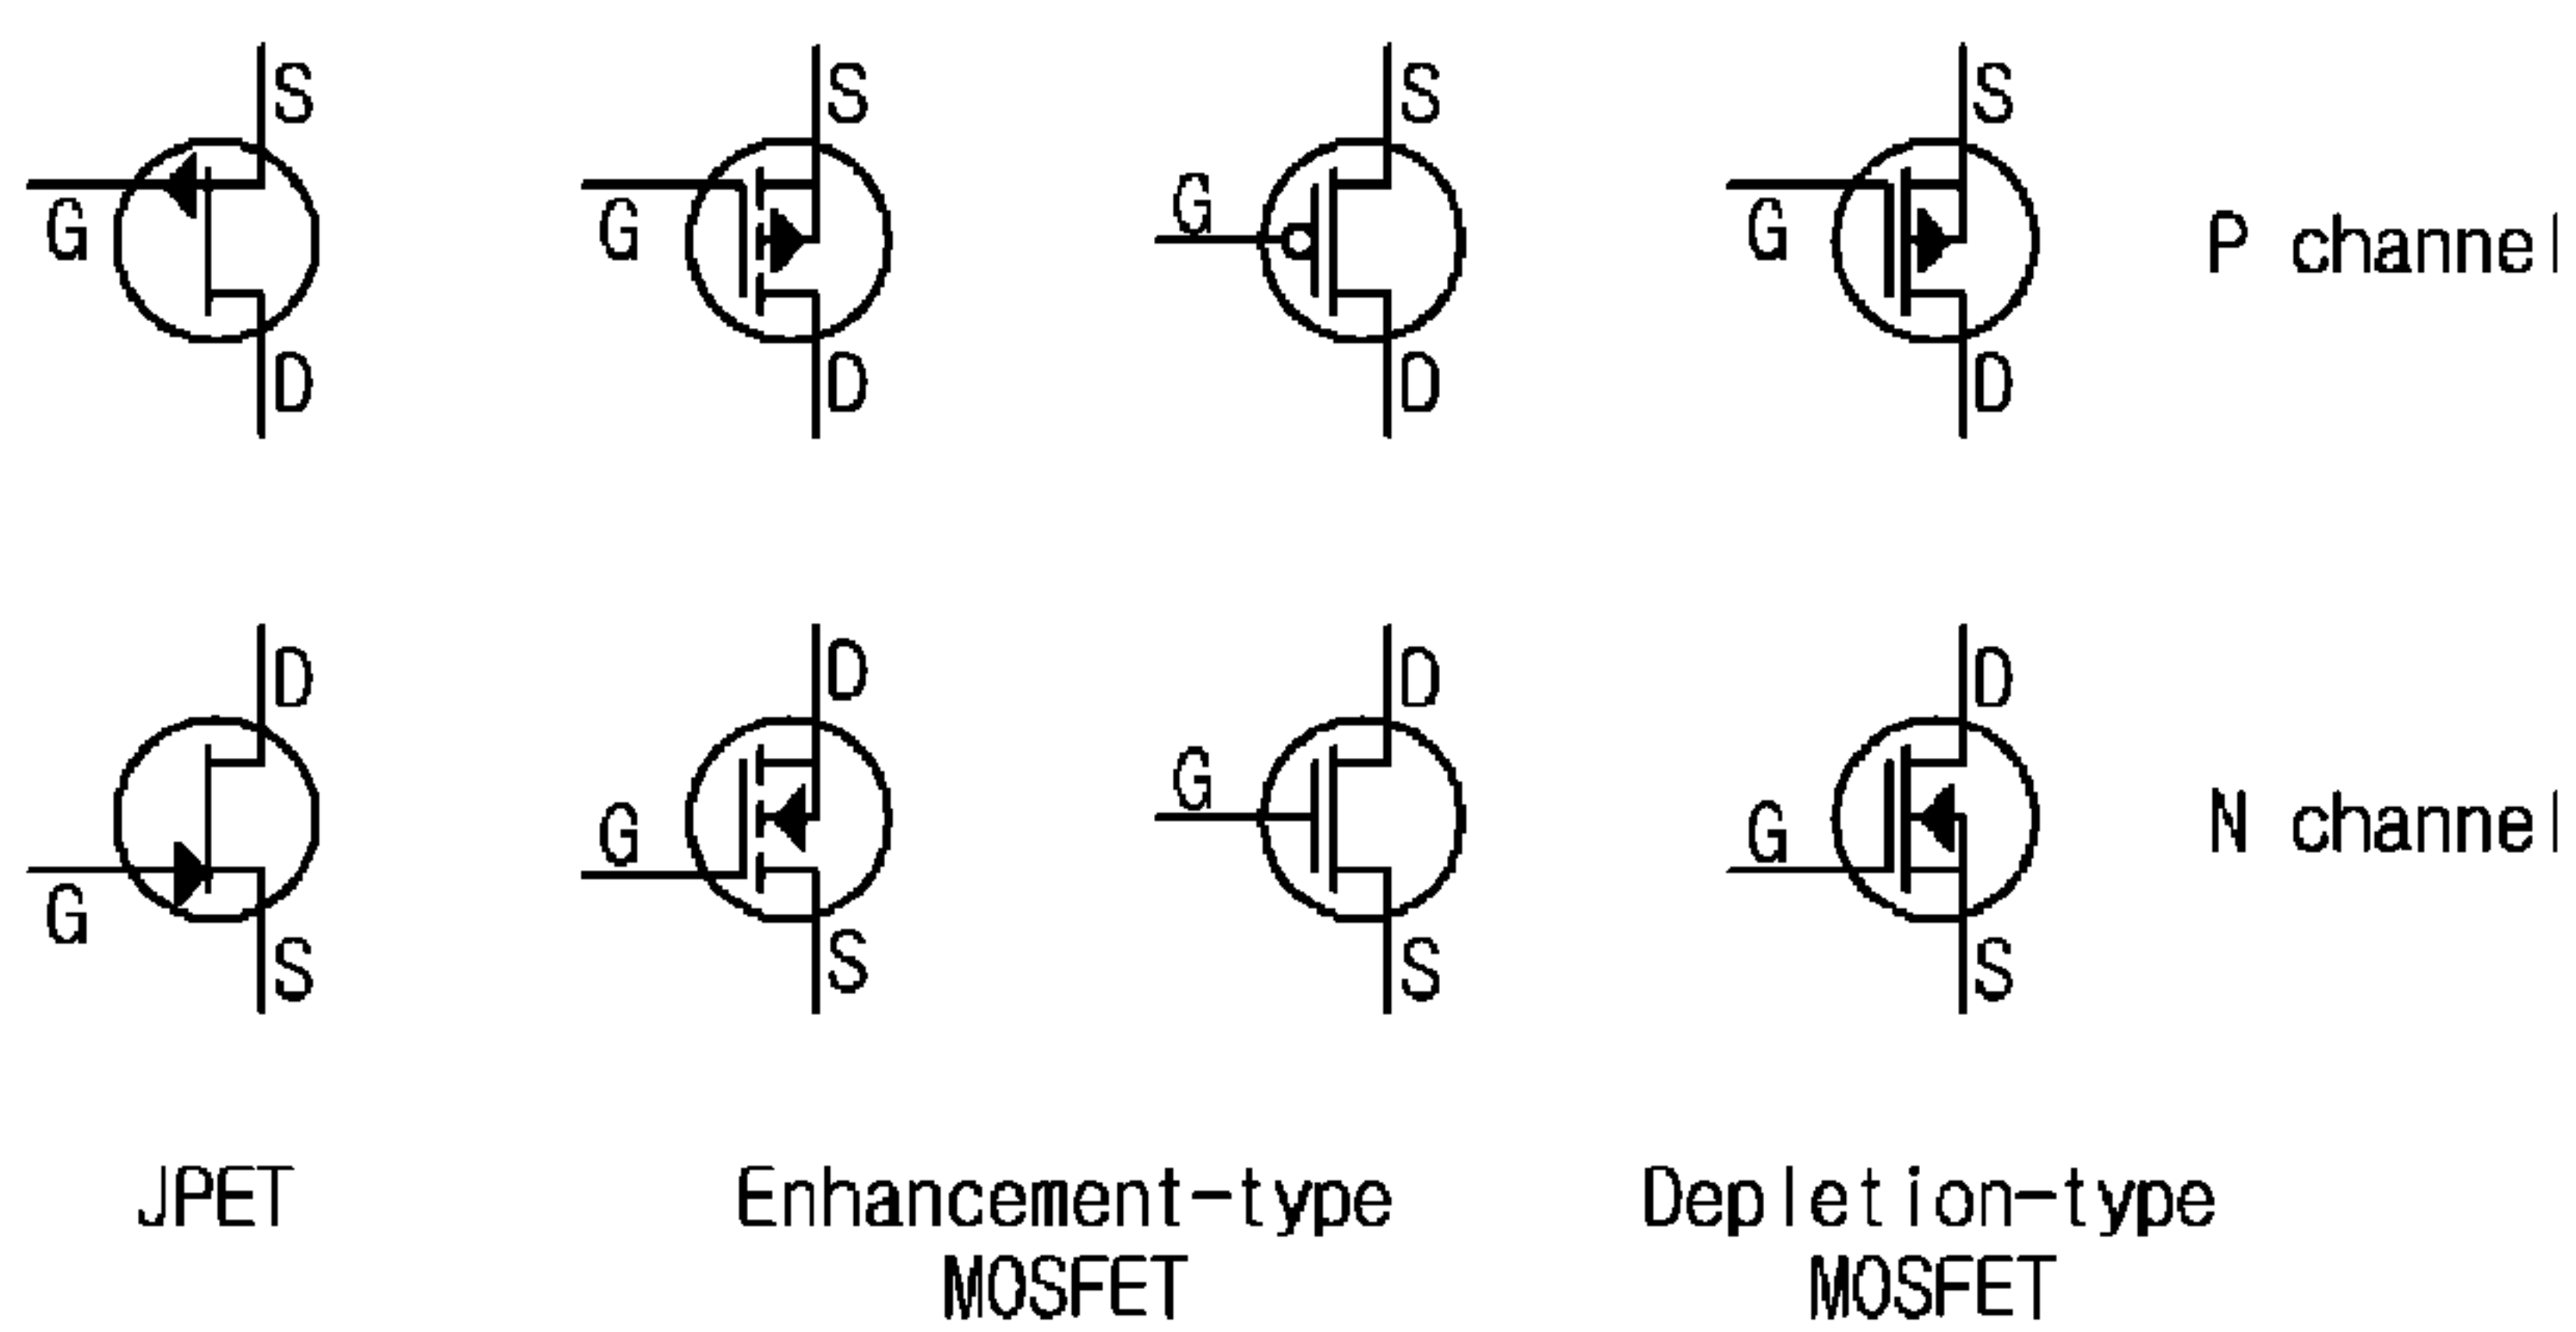 S S S S
G G G G
P channel
D D D D
D D D D
G G G G
N channel
S S S S
JPET Enhancement-type Depletion-type
MOSFET MOSFET